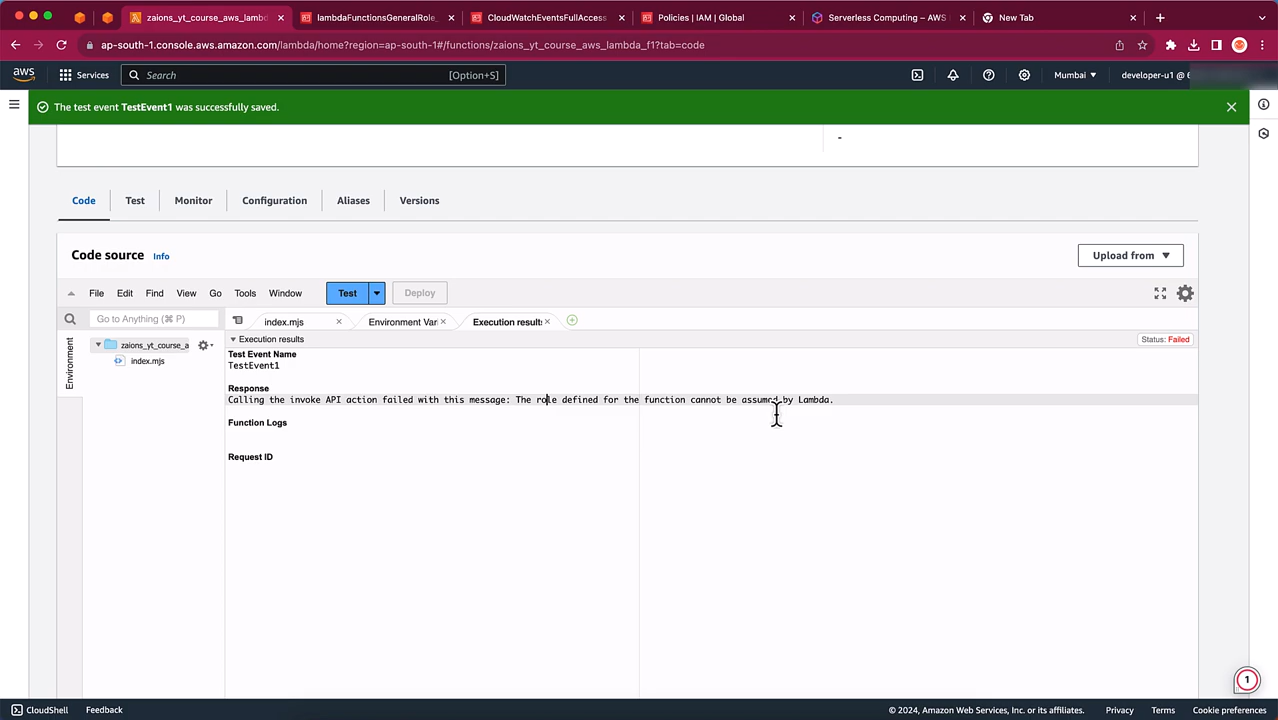 zaions_yt_course_aws_lamb
lambdaFunctionsGeneralRole_
CloudWatchEventsFullAccess
Policies | IAM | Global
Serverless Computing – AWS
New Tab
ap-south-1.console.aws.amazon.com/lambda/home?region=ap-south-1#/functions/zaions_yt_course_aws_lambda_f1?tab=code
aws
Services
Search
[Option+S]
Mumbai
developer-u1 @
The test event TestEvent1 was successfully saved.
-
Code
Test
Monitor
Configuration
Aliases
Versions
Code source
Info
Upload from
File
Edit
Find
View
Go
Tools
Window
Test
Deploy
Go to Anything (⌘ P)
index.mjs
Environment Var
Execution results
Environment
zaions_yt_course_a
index.mjs
Execution results
Status: Failed
Test Event Name
TestEvent1
Response
Calling the invoke API action failed with this message: The role defined for the function cannot be assumed by Lambda.
Function Logs
Request ID
1
CloudShell
Feedback
© 2024, Amazon Web Services, Inc. or its affiliates.
Privacy
Terms
Cookie preferences